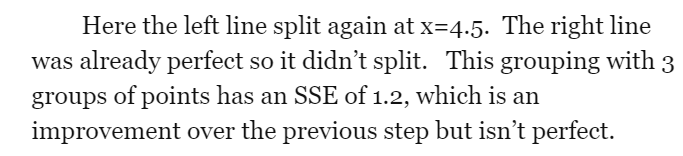 Here the left line split again at x=4.5.  The right line
was already perfect so it didn’t split.   This grouping with 3
groups of points has an SSE of 1.2, which is an
improvement over the previous step but isn’t perfect.